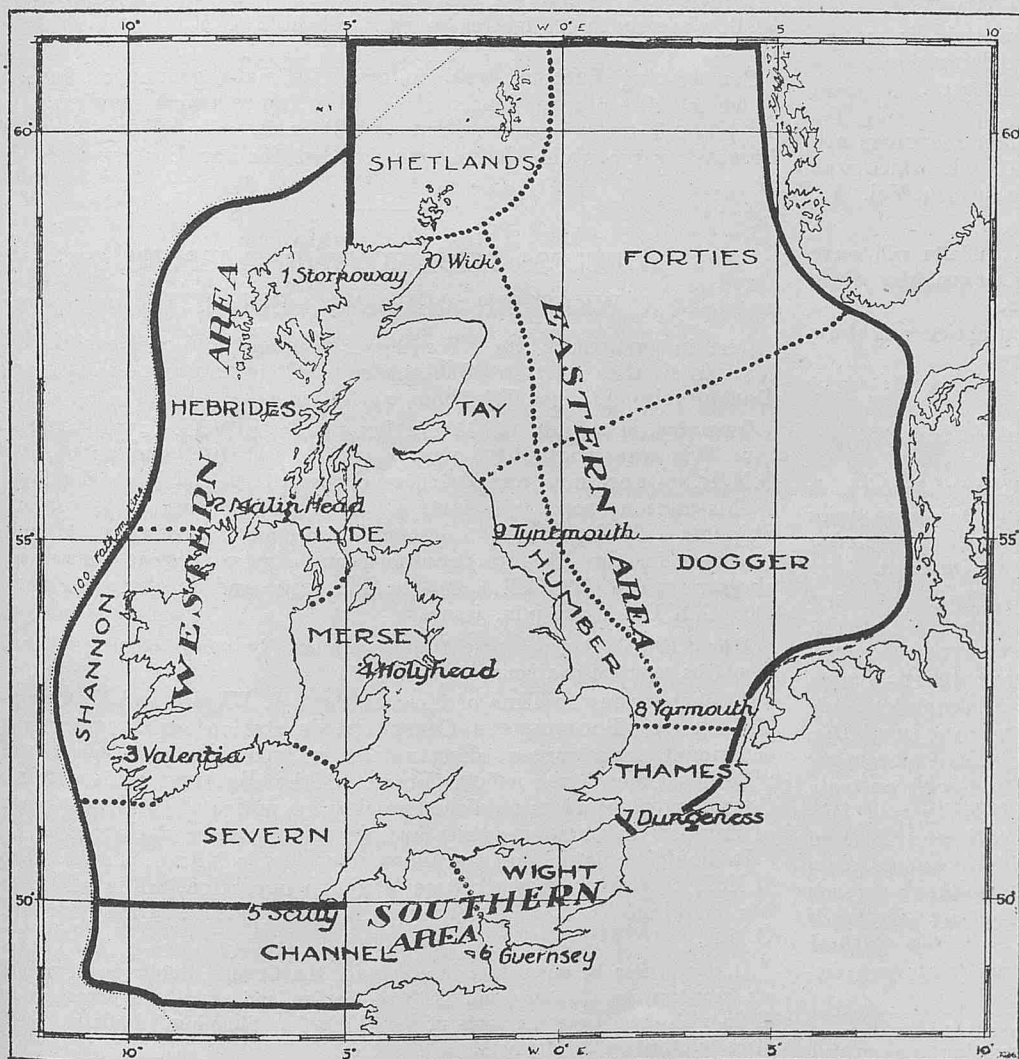 10° 5° W 0° E 5° 10°
60° 60°
SHETLANDS
FORTIES
1 Stornoway
0 Wick
WESTERN AREA
EASTERN AREA
HEBRIDES
TAY
2 Malin Head
100 Fathom Line
CLYDE
9 Tynemouth
55° 55°
DOGGER
HUMBER
SHANNON
MERSEY
4 Holyhead
8 Yarmouth
3 Valentia
THAMES
7 Dungeness
SEVERN
WIGHT
50° 50°
5 Scilly
SOUTHERN
AREA
CHANNEL
6 Guernsey
10° 5° W 0° E. 5° 10°